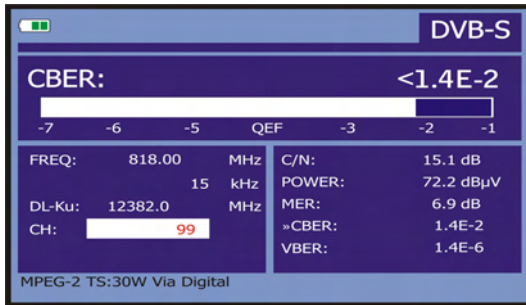 DVB-S
CBER: <1.4E-2
-7 -6 -5 QEF -3 -2 -1
FREQ: 818.00 MHz
15 kHz
DL-Ku: 12382.0 MHz
CH: 99
C/N: 15.1 dB
POWER: 72.2 dBµV
MER: 6.9 dB
»CBER: 1.4E-2
VBER: 1.4E-6
MPEG-2 TS:30W Via Digital